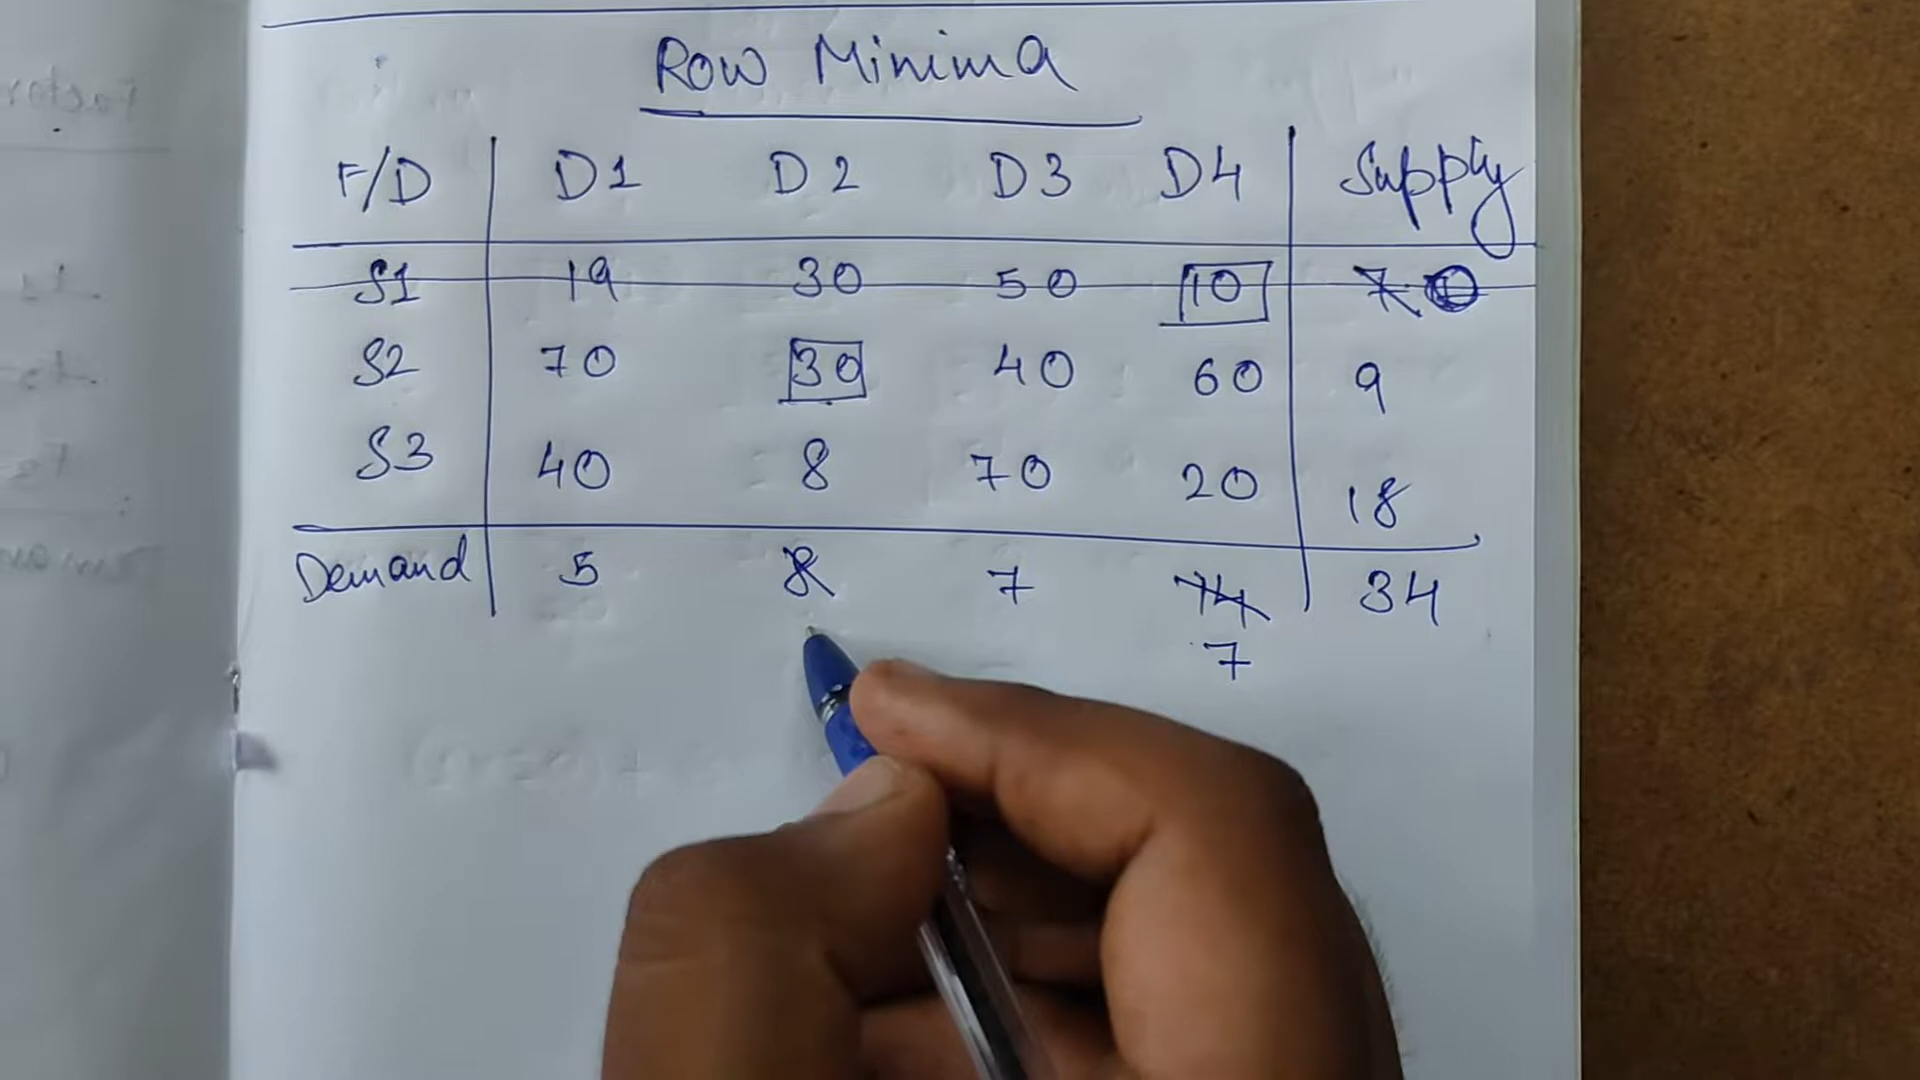 Row Minima
F/D D1 D2 D3 D4 Supply
S1 19 30 50 10 7 0
S2 70 30 40 60 9
S3 40 8 70 20 18
Demand 5 8 7 14 34
7